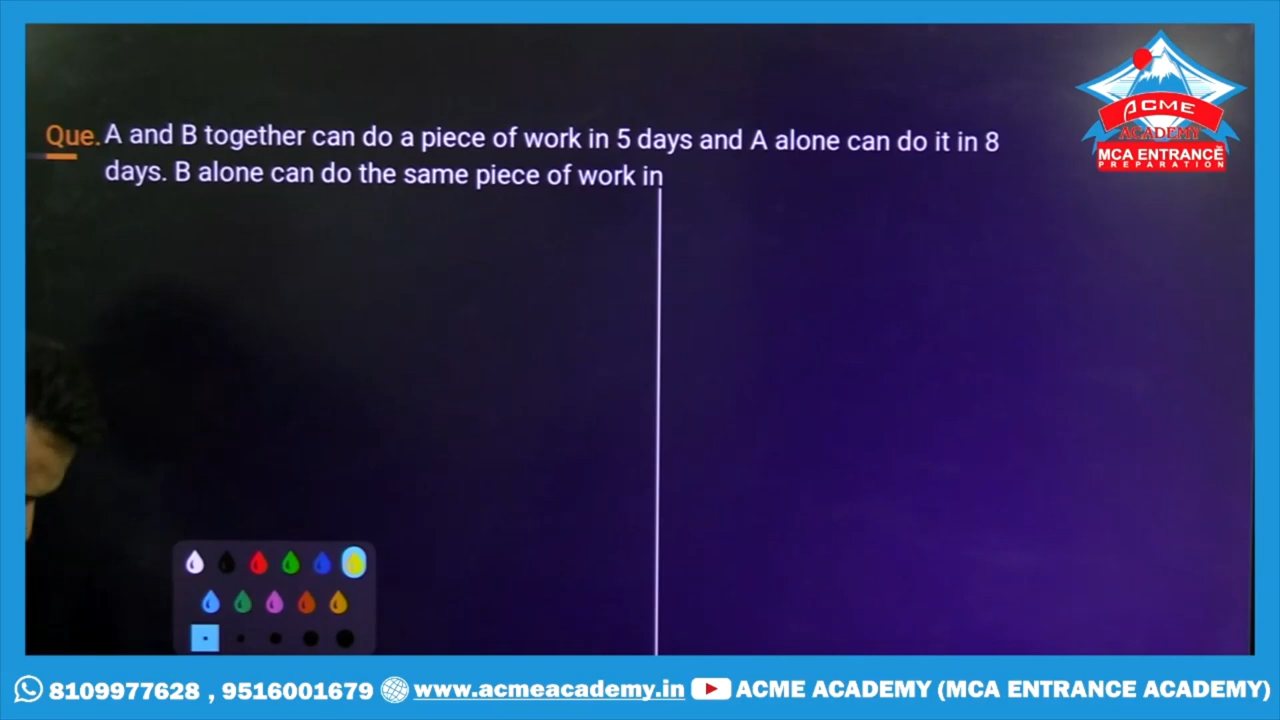 ACME
ACADEMY
MCA ENTRANCE
PREPARATION
Que. A and B together can do a piece of work in 5 days and A alone can do it in 8
days. B alone can do the same piece of work in
8109977628 , 9516001679 www.acmeacademy.in ACME ACADEMY (MCA ENTRANCE ACADEMY)